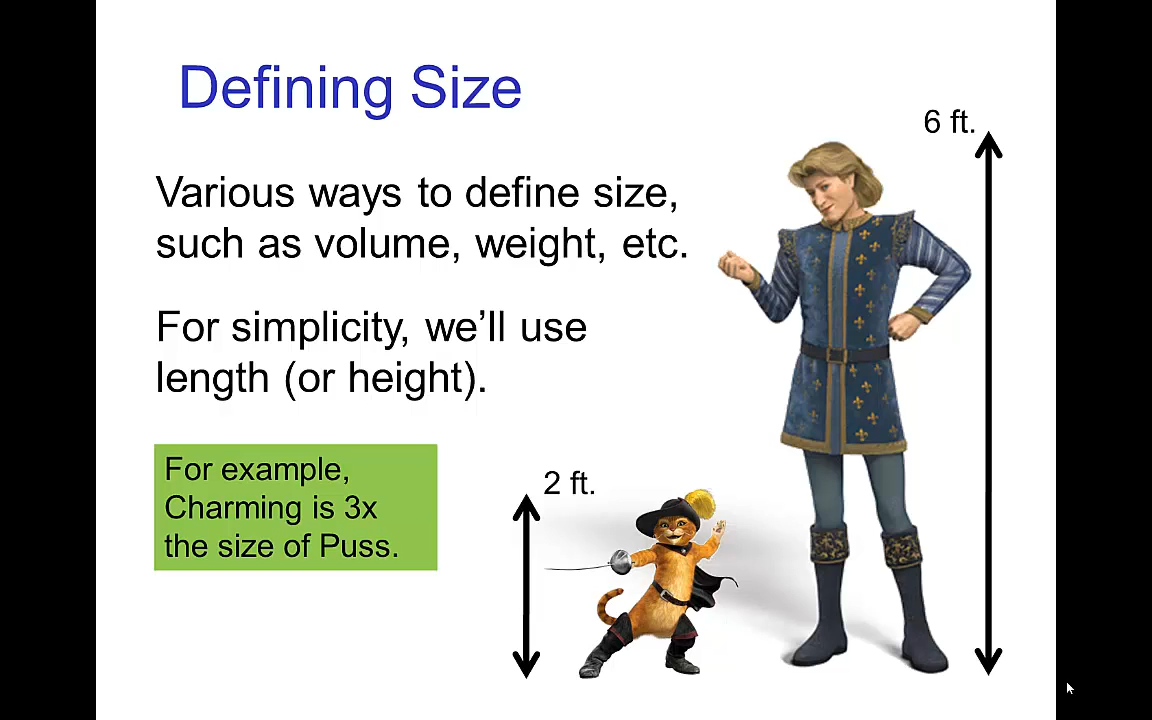 Defining Size
6 ft.
Various ways to define size,
such as volume, weight, etc.
For simplicity, we’ll use
length (or height).
For example,
Charming is 3x
the size of Puss.
2 ft.